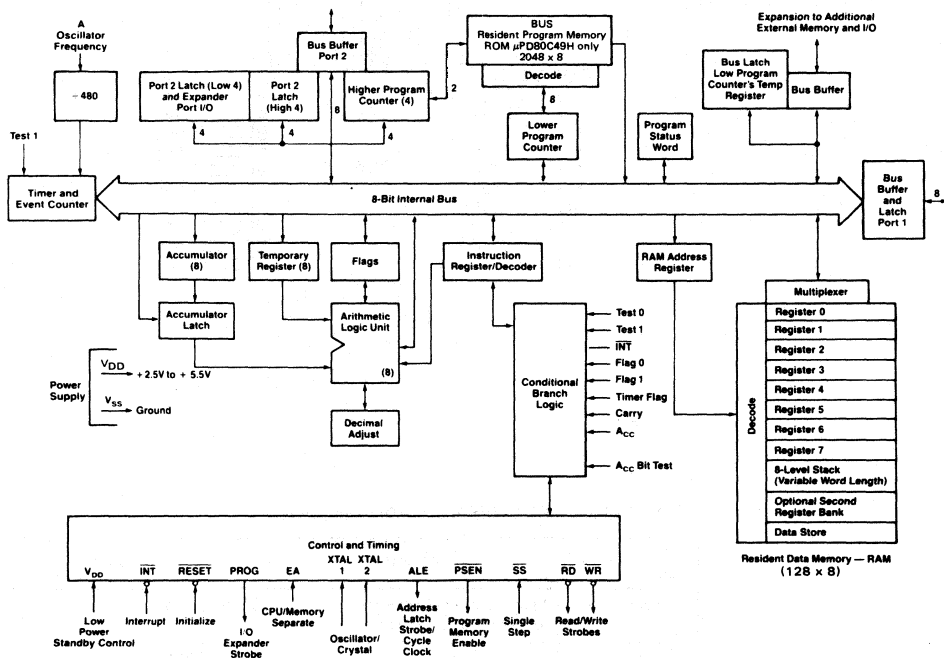 A
Oscillator
Frequency
÷480
Test 1
Timer and
Event Counter
Port 2 Latch (Low 4)
and Expander
Port I/O
Port 2
Latch
(High 4)
Bus Buffer
Port 2
8
Higher Program
Counter (4)
4
4
4
2
BUS
Resident Program Memory
ROM µPD80C49H only
2048 x 8
Decode
8
Lower
Program
Counter
Program
Status
Word
Expansion to Additional
External Memory and I/O
Bus Latch
Low Program
Counter's Temp
Register
Bus Buffer
8-Bit Internal Bus
Bus
Buffer
and
Latch
Port 1
8
Accumulator
(8)
Temporary
Register (8)
Flags
Instruction
Register/Decoder
RAM Address
Register
Accumulator
Latch
Arithmetic
Logic Unit
(8)
Decimal
Adjust
Power
Supply
VDD
+ 2.5V to + 5.5V
VSS
Ground
Conditional
Branch
Logic
Test 0
Test 1
I̅N̅T̅
Flag 0
Flag 1
Timer Flag
Carry
ACC
ACC Bit Test
Multiplexer
Decode
Register 0
Register 1
Register 2
Register 3
Register 4
Register 5
Register 6
Register 7
8-Level Stack
(Variable Word Length)
Optional Second
Register Bank
Data Store
Resident Data Memory — RAM
(128 x 8)
Control and Timing
VDD
I̅N̅T̅
R̅E̅S̅E̅T̅
PROG
EA
XTAL
1
XTAL
2
ALE
P̅S̅E̅N̅
S̅S̅
R̅D̅
W̅R̅
Low
Power
Standby Control
Interrupt
Initialize
I/O
Expander
Strobe
CPU/Memory
Separate
Oscillator/
Crystal
Address
Latch
Strobe/
Cycle
Clock
Program
Memory
Enable
Single
Step
Read/Write
Strobes